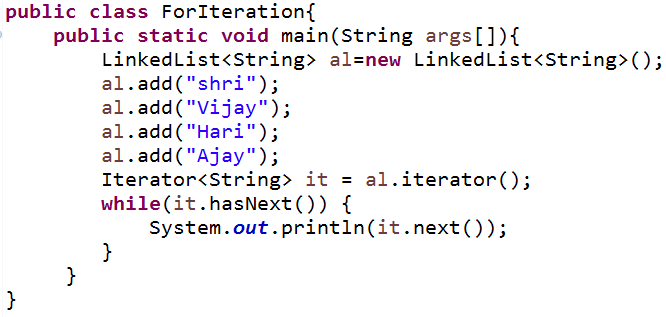 public class ForIteration{
public static void main(String args[]){
LinkedList<String> al=new LinkedList<String>();
al.add("shri");
al.add("Vijay");
al.add("Hari");
al.add("Ajay");
Iterator<String> it = al.iterator();
while(it.hasNext()) {
System.out.println(it.next());
}
}
}